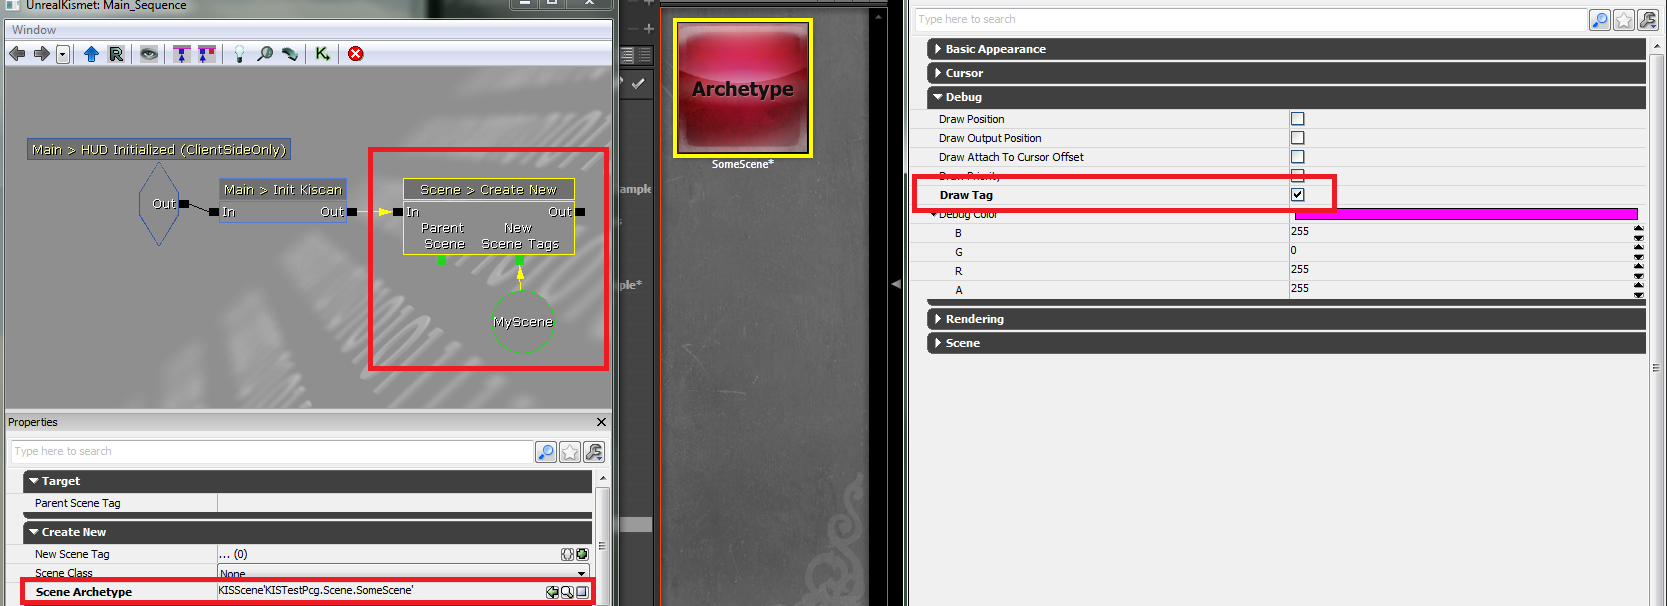 UnrealKismet: Main_Sequence
Window
Main > HUD Initialized (ClientSideOnly)
Out
Main > Init Kiscan
In Out
Scene > Create New
In Out
Parent Scene
New Scene Tags
MyScene
Properties
Type here to search
Target
Parent Scene Tag
Create New
New Scene Tag ... (0)
Scene Class None
Scene Archetype KISScene'KISTestPcg.Scene.SomeScene'
ample
ple*
Archetype
SomeScene*
Type here to search
Basic Appearance
Cursor
Debug
Draw Position
Draw Output Position
Draw Attach To Cursor Offset
Draw Priority
Draw Tag
Debug Color
B 255
G 0
R 255
A 255
Rendering
Scene